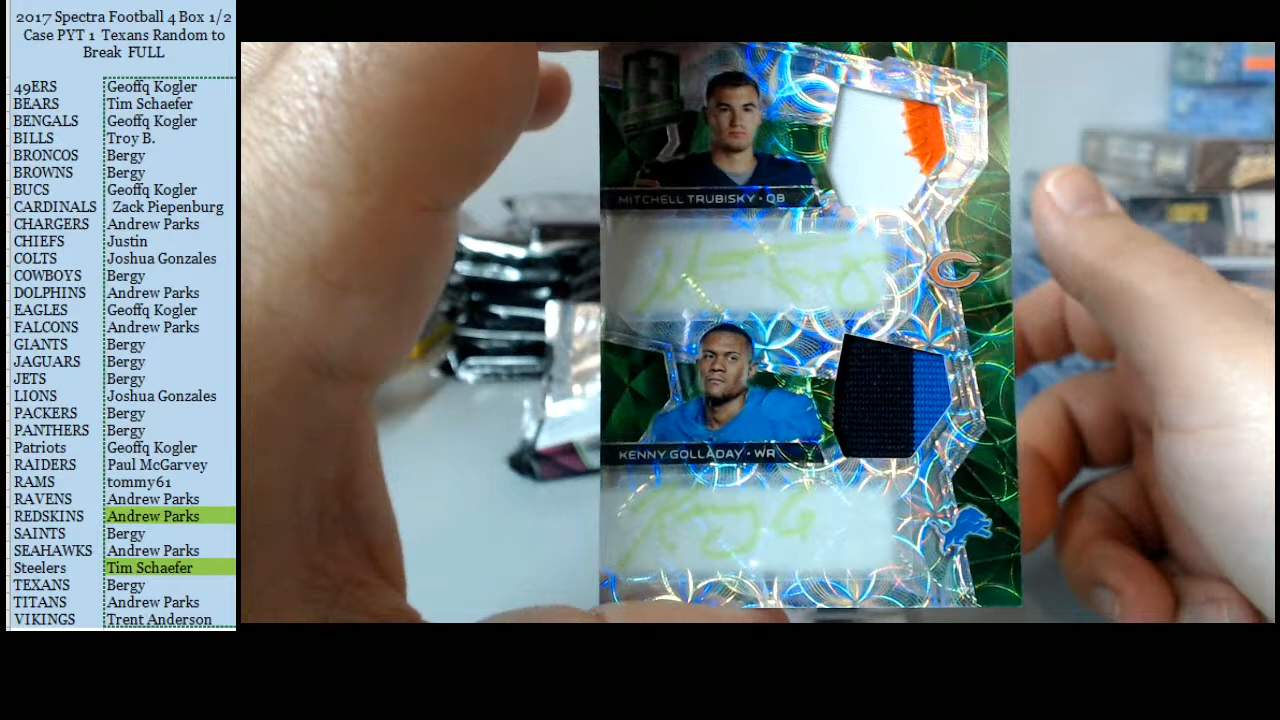 2017 Spectra Football 4 Box 1/2
Case PYT 1 Texans Random to
Break FULL
49ERS Geoffq Kogler
BEARS Tim Schaefer
BENGALS Geoffq Kogler
BILLS Troy B.
BRONCOS Bergy
BROWNS Bergy
BUCS Geoffq Kogler
CARDINALS Zack Piepenburg
CHARGERS Andrew Parks
CHIEFS Justin
COLTS Joshua Gonzales
COWBOYS Bergy
DOLPHINS Andrew Parks
EAGLES Geoffq Kogler
FALCONS Andrew Parks
GIANTS Bergy
JAGUARS Bergy
JETS Bergy
LIONS Joshua Gonzales
PACKERS Bergy
PANTHERS Bergy
Patriots Geoffq Kogler
RAIDERS Paul McGarvey
RAMS tommy61
RAVENS Andrew Parks
REDSKINS Andrew Parks
SAINTS Bergy
SEAHAWKS Andrew Parks
Steelers Tim Schaefer
TEXANS Bergy
TITANS Andrew Parks
VIKINGS Trent Anderson
MITCHELL TRUBISKY • QB
KENNY GOLLADAY • WR